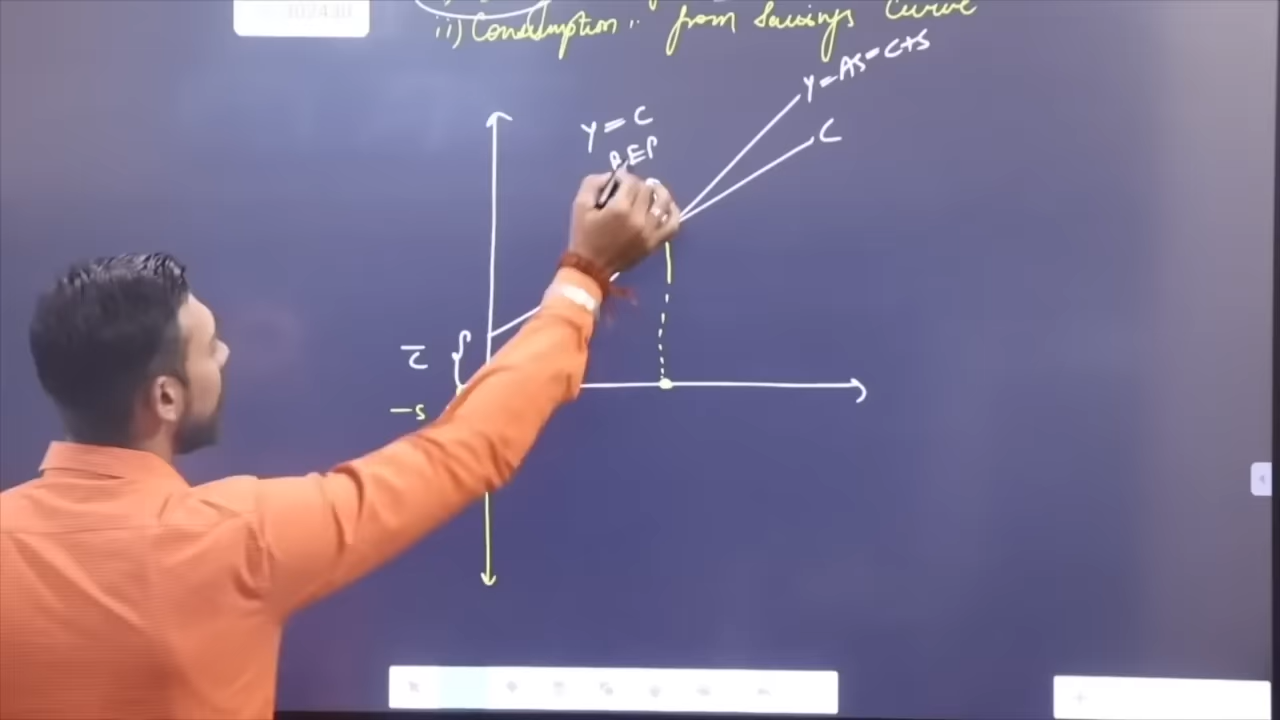 ii) Consumption " from Savings Curve
Y=AS=C+S
C
Y = C
BEP
C̅
-S